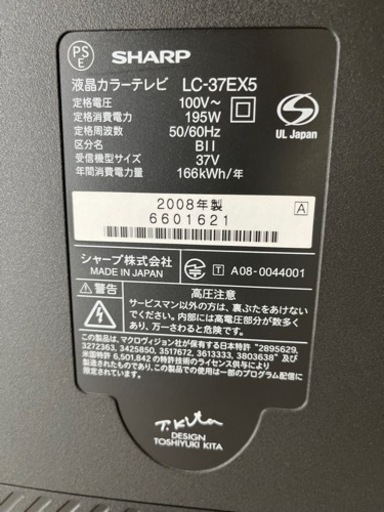 PS
E
SHARP
液晶カラーテレビ LC-37EX5
定格電圧 100V~
定格消費電力 195W
定格周波数 50/60Hz
区分名 BII
受信機型サイズ 37V
年間消費電力量 166kWh/年
UL Japan
2008年製
6601621
A
シャープ株式会社
MADE IN JAPAN
T A08-0044001
警告 高圧注意
サービスマン以外の方は、裏ぶたをあけない
でください。内部には高電圧部分が数多く
あり、万一さわると危険です。
この製品は、マクロヴィジョン社が保有する日本特許"2895629,
3272363, 3425850, 3517672, 3613333, 3803638"及び
米国特許 6,501,842 の特許ライセンス供与により
製造されたものであり、この製品での使用は一部のプログラム配信に
限定されています。
T.Kita
DESIGN
TOSHIYUKI KITA